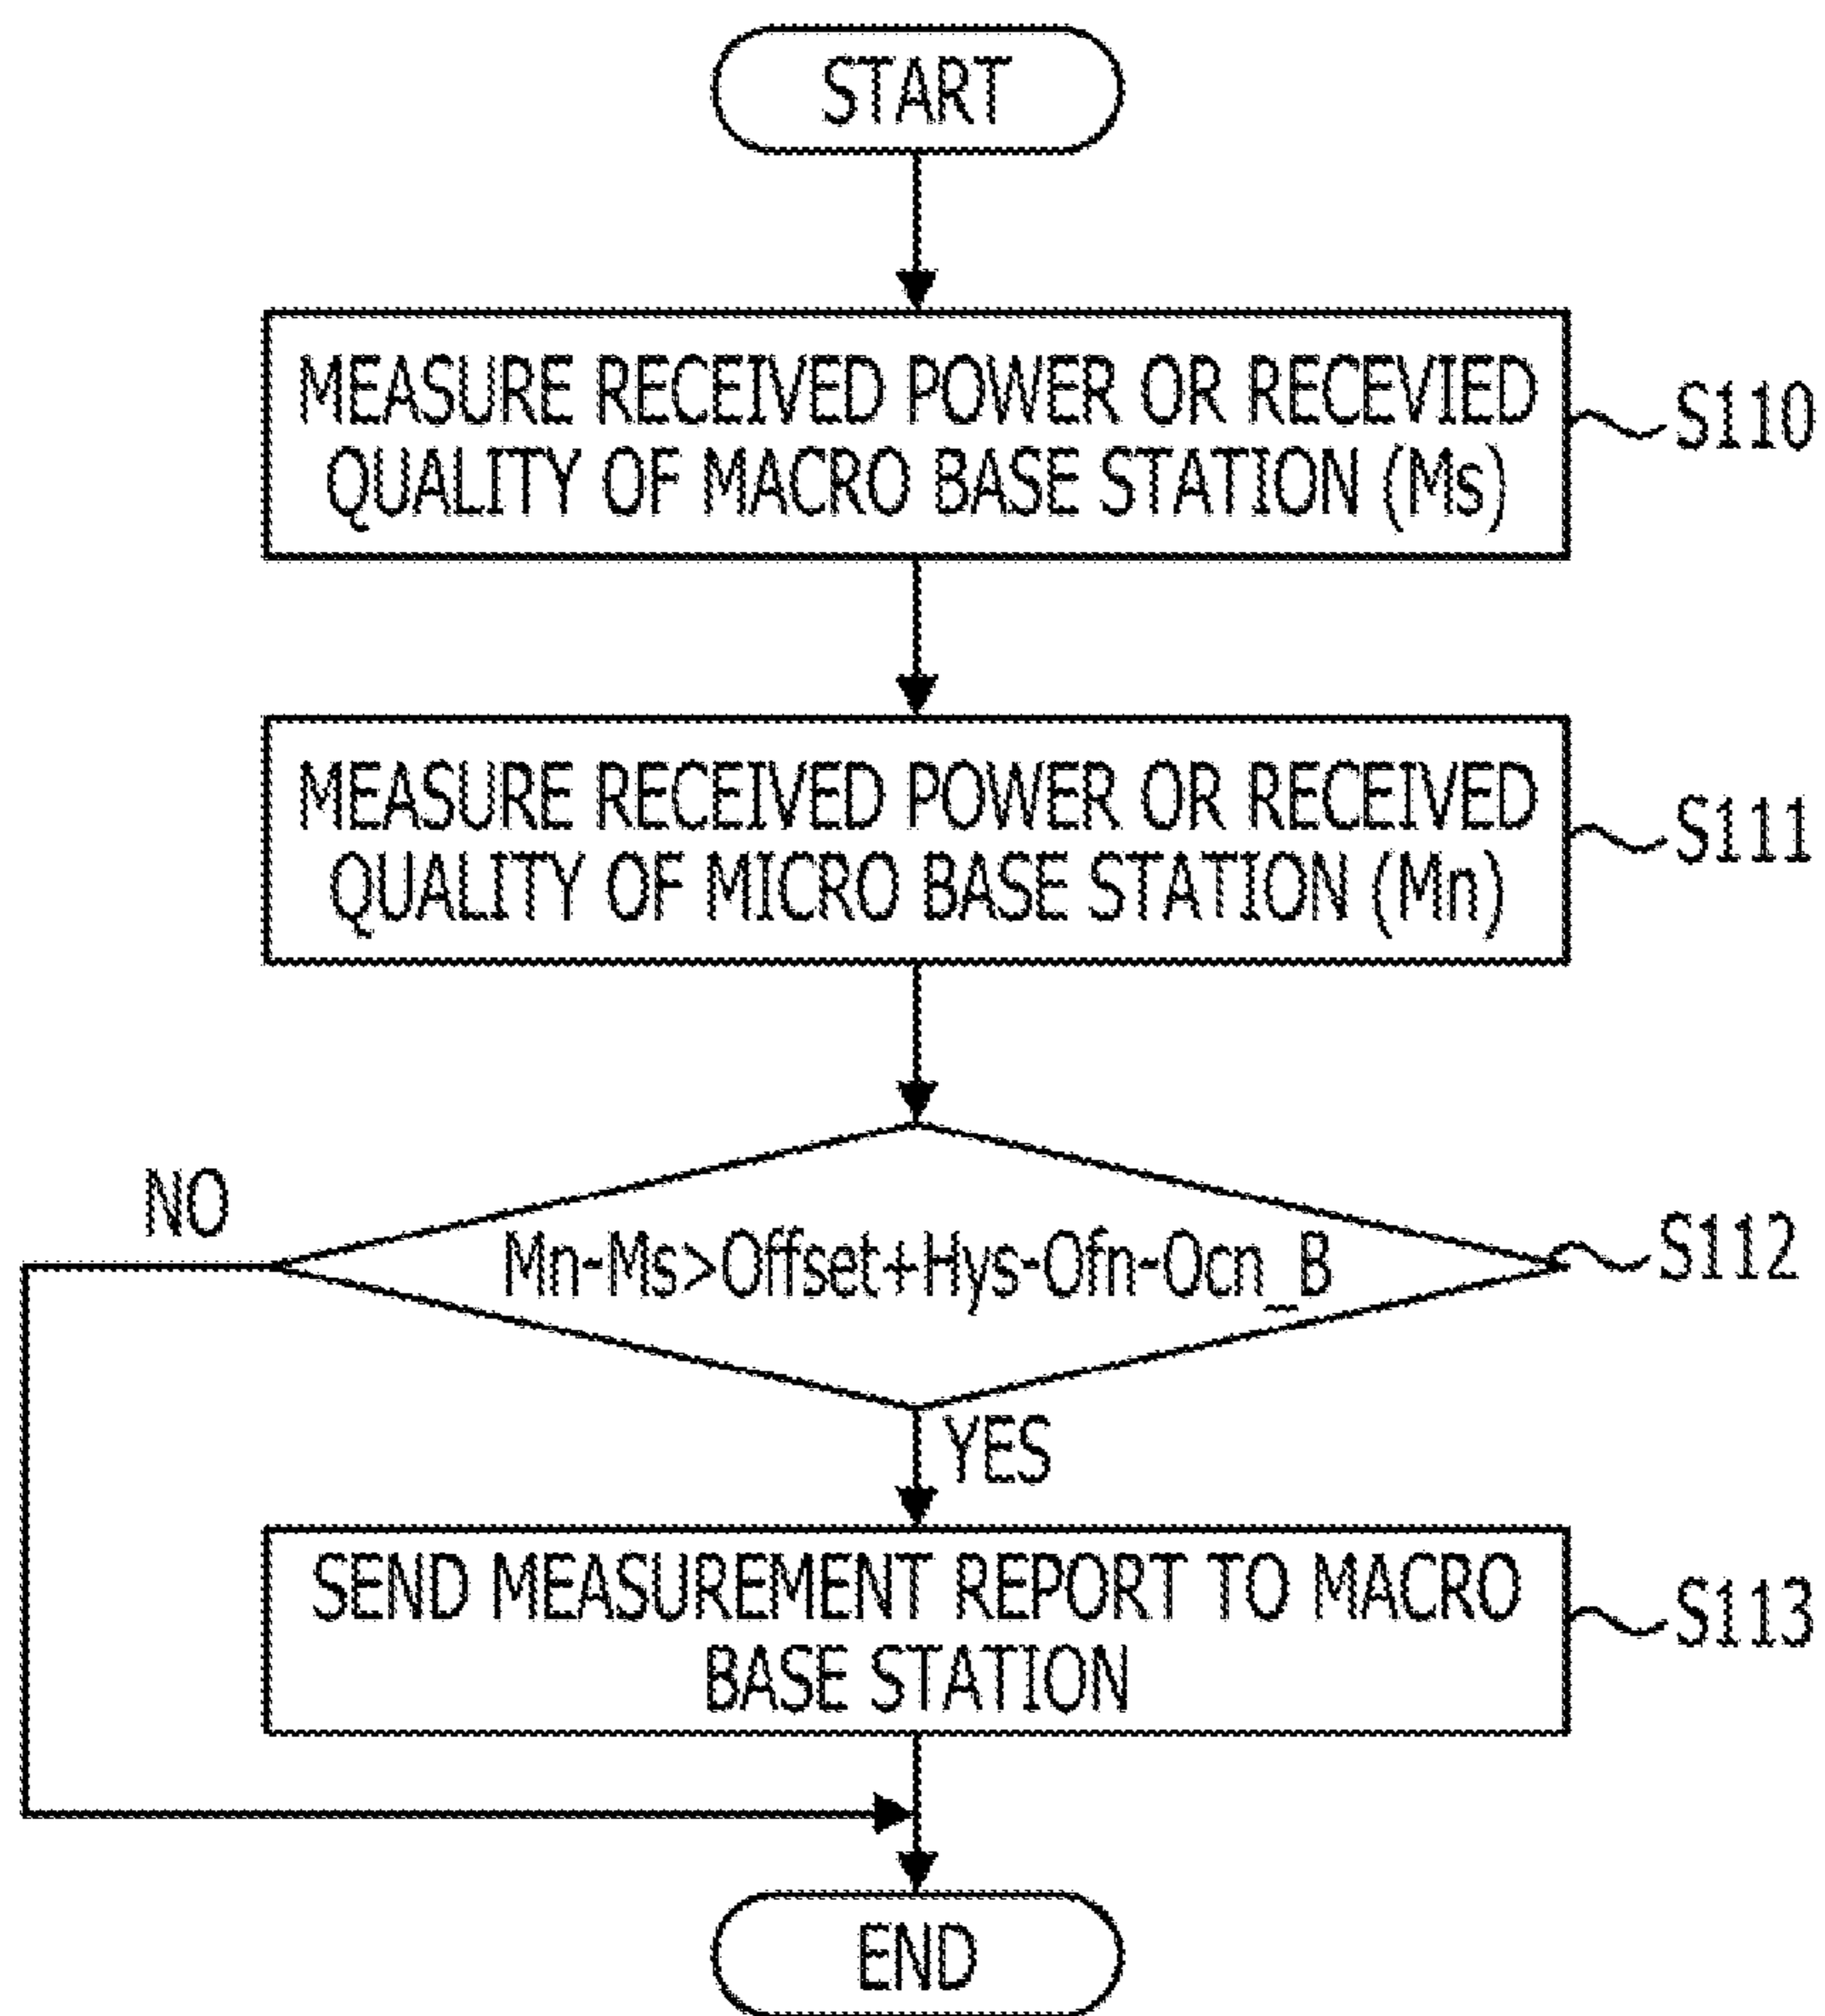 START
MEASURE RECEIVED POWER OR RECEVIED
QUALITY OF MACRO BASE STATION (Ms)
S110
MEASURE RECEIVED POWER OR RECEIVED
QUALITY OF MICRO BASE STATION (Mn)
S111
NO
Mn-Ms>Offset+Hys-Ofn-Ocn_B
S112
YES
SEND MEASUREMENT REPORT TO MACRO
BASE STATION
S113
END